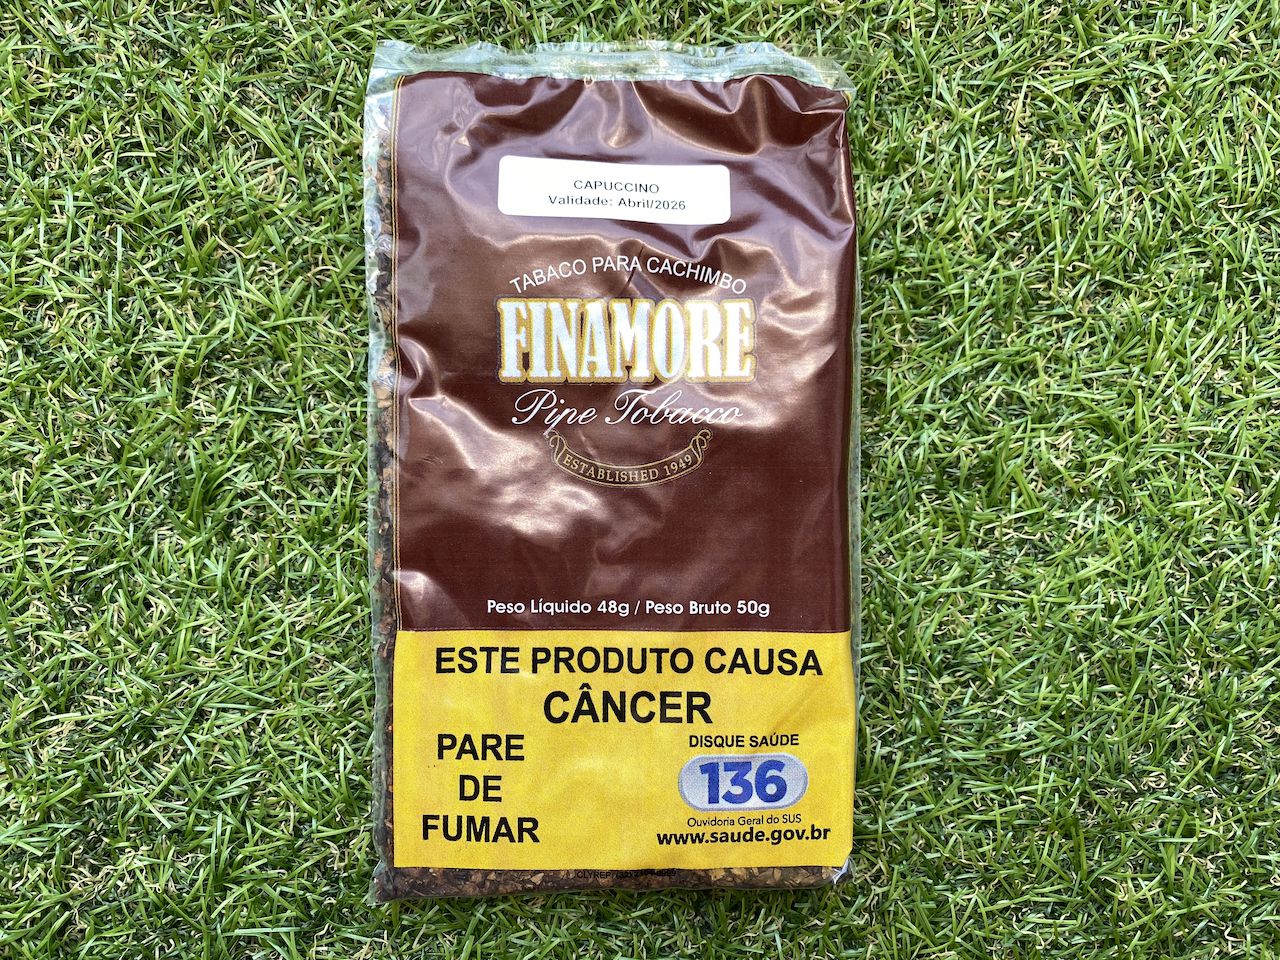 CAPUCCINO
Validade: Abril/2026
TABACO PARA CACHIMBO
FINAMORE
Pipe Tobacco
ESTABLISHED 1949
Peso Líquido 48g / Peso Bruto 50g
ESTE PRODUTO CAUSA
CÂNCER
PARE
DE
FUMAR
DISQUE SAÚDE
136
Ouvidoria Geral do SUS
www.saude.gov.br